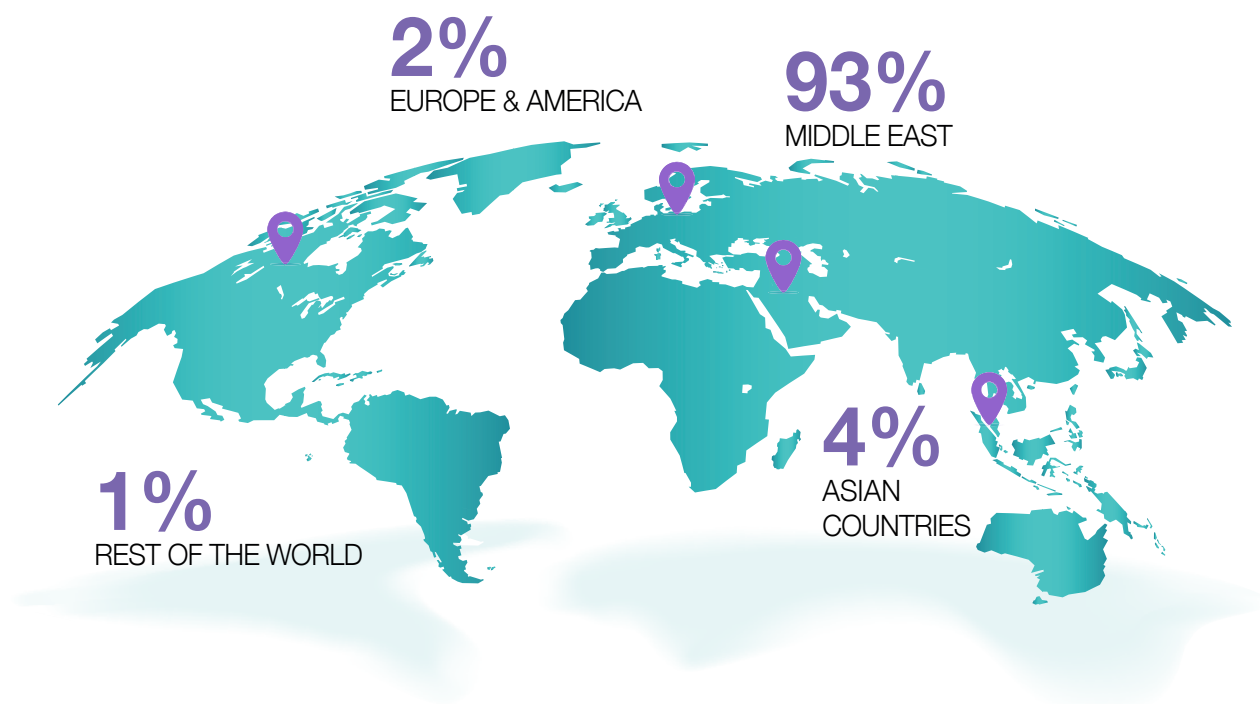 2%
EUROPE & AMERICA
93%
MIDDLE EAST
4%
ASIAN
COUNTRIES
1%
REST OF THE WORLD